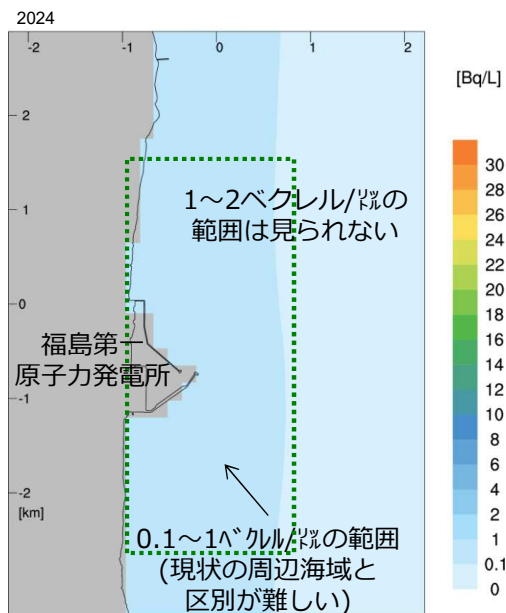 2024
-2 -1 0 1 2
[Bq/L]
2
1～2ベクレル/㍑の
範囲は見られない
1
0
福島第一
原子力発電所
-1
-2
[km]
0.1～1ﾍﾞｸﾚﾙ/㍑の範囲
(現状の周辺海域と
区別が難しい)
30
28
26
24
22
20
18
16
14
12
10
8
6
4
2
1
0.1
0